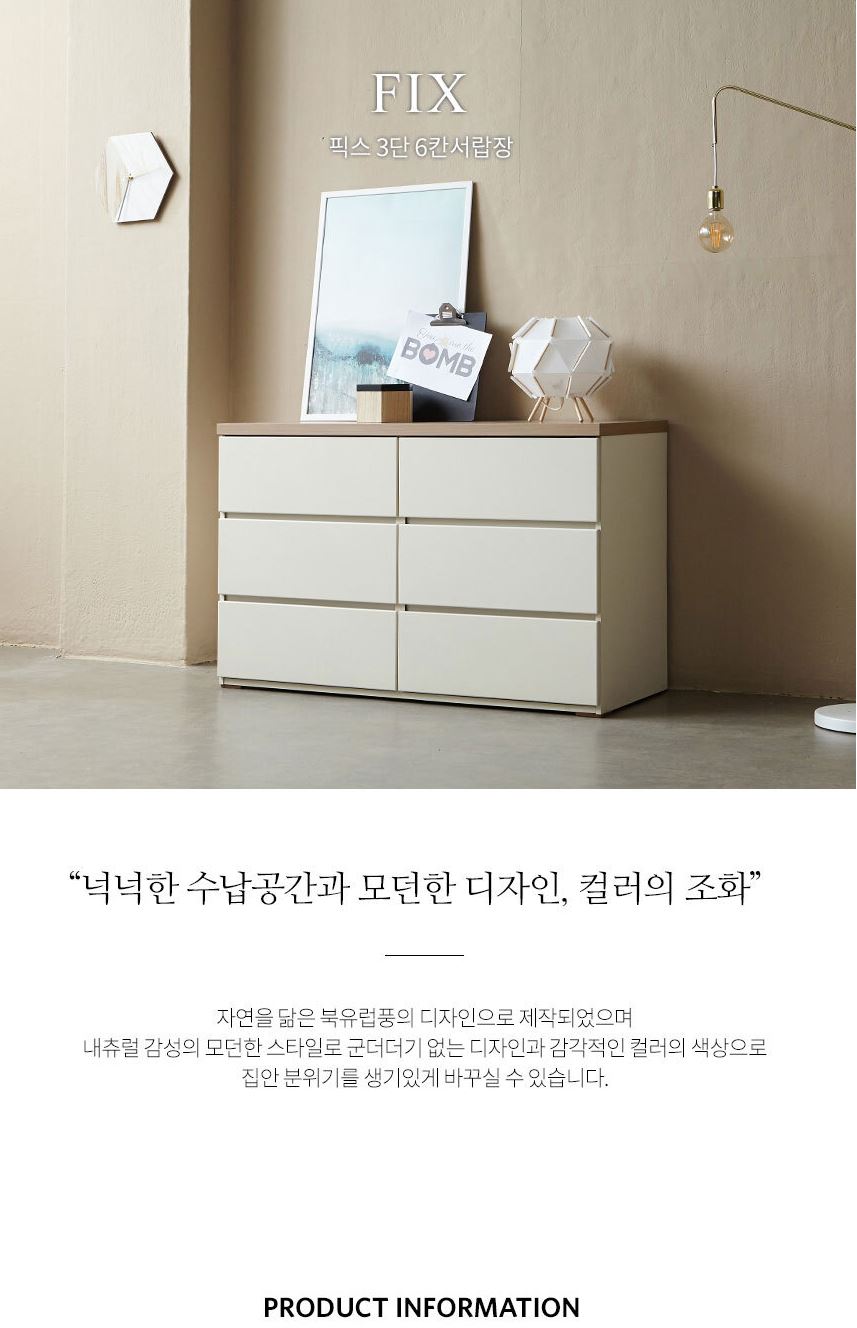 FIX
픽스 3단 6칸서랍장
BOMB
“넉넉한 수납공간과 모던한 디자인, 컬러의 조화”
자연을 닮은 북유럽풍의 디자인으로 제작되었으며
내츄럴 감성의 모던한 스타일로 군더더기 없는 디자인과 감각적인 컬러의 색상으로
집안 분위기를 생기있게 바꾸실 수 있습니다.
PRODUCT INFORMATION